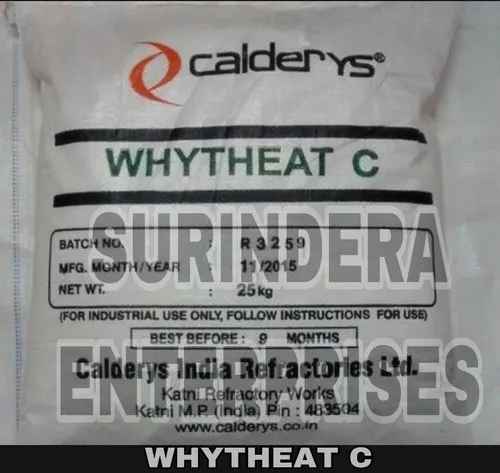 calderys®
WHYTHEAT C
SURINDERA
BATCH NO. : R 3259
MFG. MONTH/YEAR : 11/2015
NET WT. : 25kg
(FOR INDUSTRIAL USE ONLY, FOLLOW INSTRUCTIONS FOR USE)
BEST BEFORE : 9 MONTHS
ENTERPRISES
Calderys India Refractories Ltd.
Katni Refractory Works
Katni M.P. (India) Pin : 483504
www.calderys.co.in
WHYTHEAT C